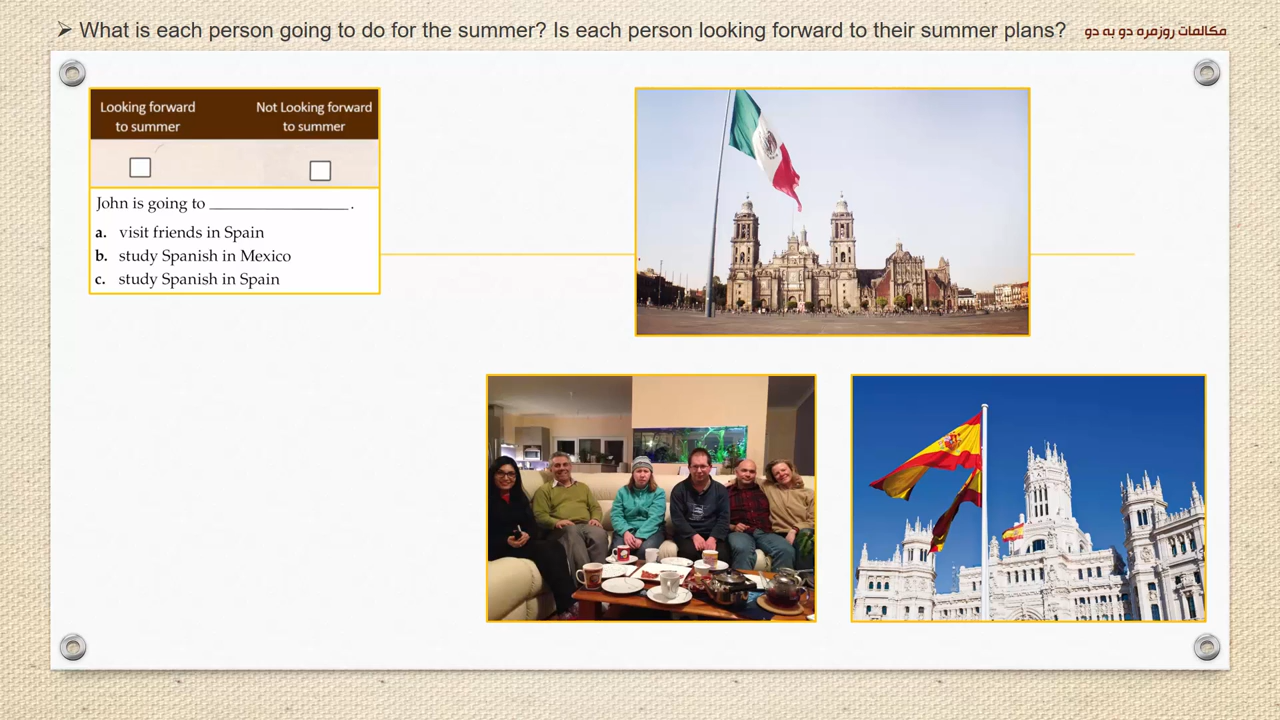 ➢ What is each person going to do for the summer? Is each person looking forward to their summer plans?
مکالمات روزمره دو به دو
Looking forward to summer
Not Looking forward to summer
John is going to _________________ .
a. visit friends in Spain
b. study Spanish in Mexico
c. study Spanish in Spain